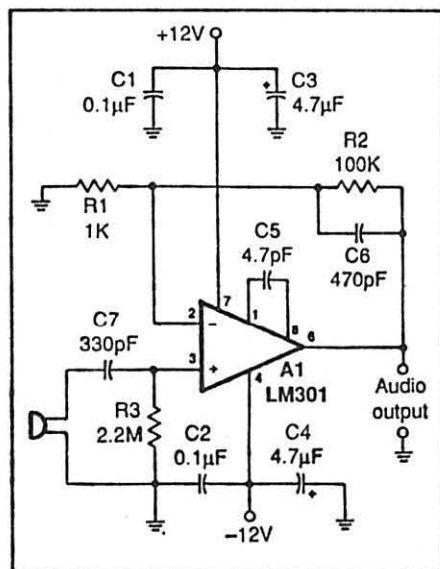 +12V
C1
0.1µF
C3
4.7µF
R2
100K
R1
1K
C5
4.7pF
C6
470pF
7
1
2
−
8
6
C7
330pF
3
+
A1
4
LM301
Audio
output
R3
2.2M
C2
0.1µF
C4
4.7µF
−12V